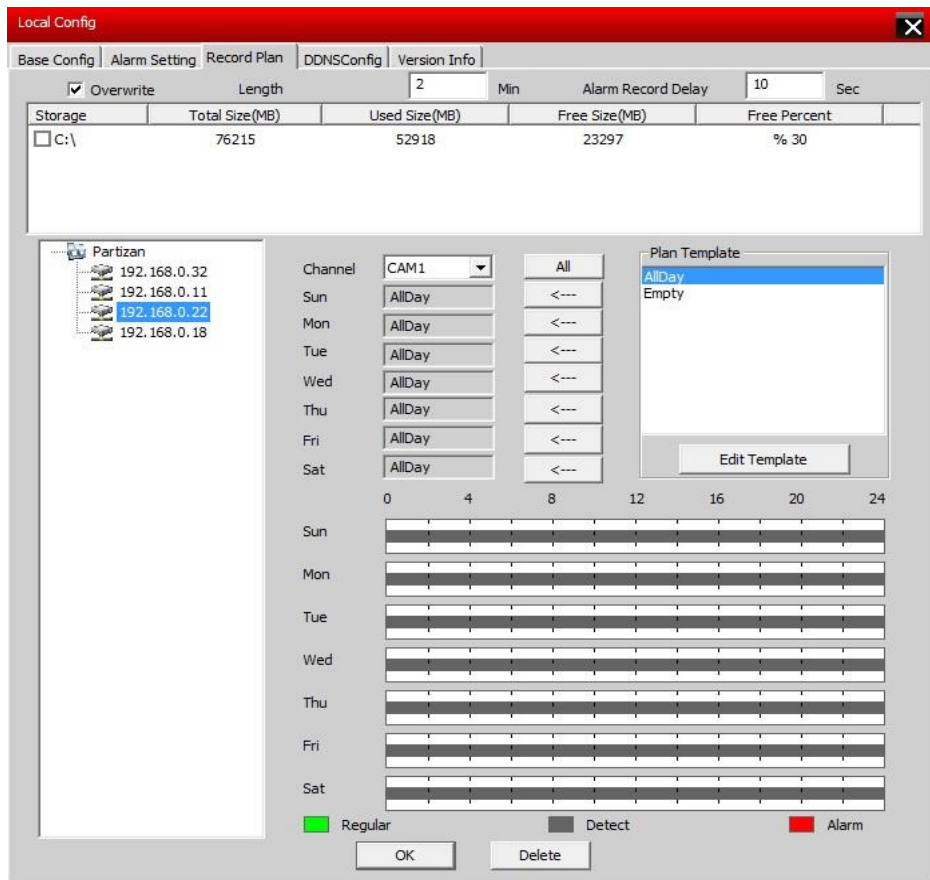 Local Config
Base Config Alarm Setting Record Plan DDNSConfig Version Info
Overwrite Length 2 Min Alarm Record Delay 10 Sec
Storage Total Size(MB) Used Size(MB) Free Size(MB) Free Percent
C:\ 76215 52918 23297 % 30
Partizan
192.168.0.32
192.168.0.11
192.168.0.22
192.168.0.18
Channel CAM1 All
Sun AllDay <---
Mon AllDay <---
Tue AllDay <---
Wed AllDay <---
Thu AllDay <---
Fri AllDay <---
Sat AllDay <---
Plan Template
AllDay
Empty
Edit Template
0 4 8 12 16 20 24
Sun
Mon
Tue
Wed
Thu
Fri
Sat
Regular Detect Alarm
OK Delete